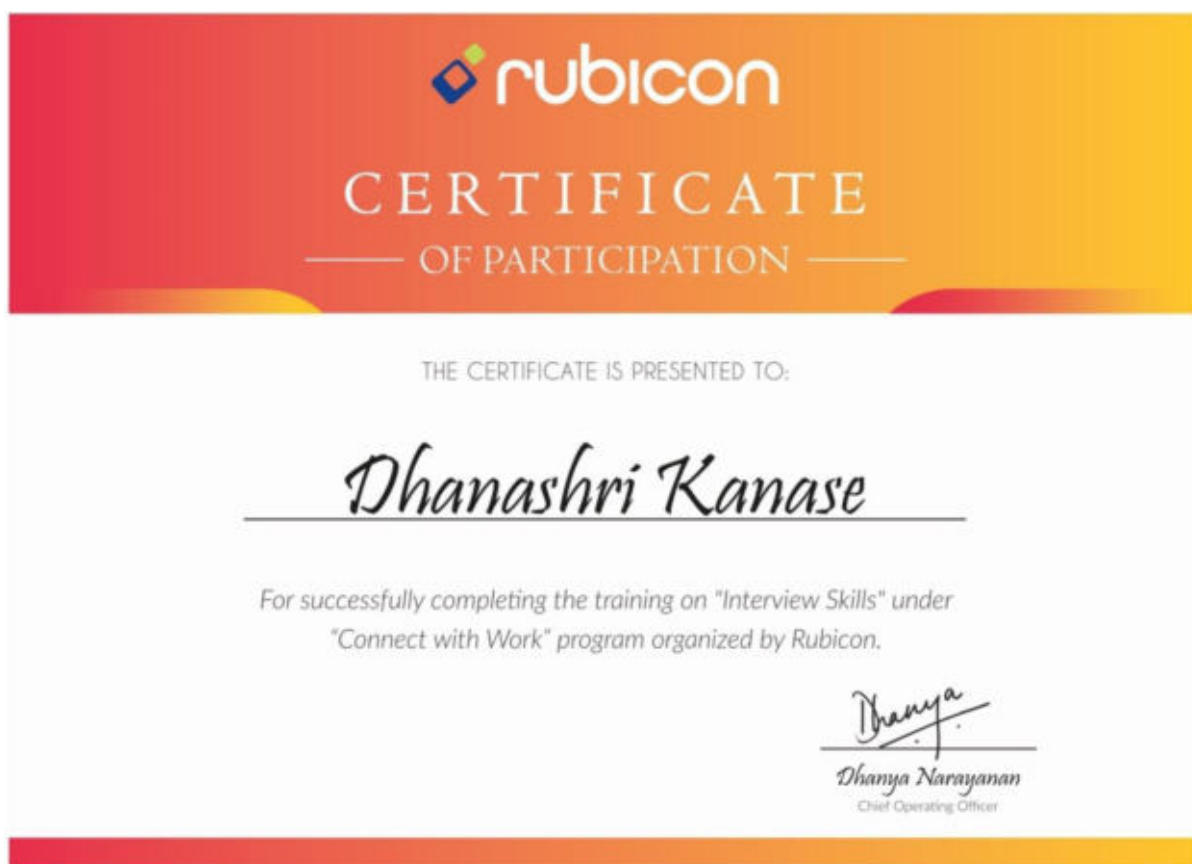 rubicon
CERTIFICATE
OF PARTICIPATION
THE CERTIFICATE IS PRESENTED TO:
Dhanashri Kanase
For successfully completing the training on "Interview Skills" under
"Connect with Work" program organized by Rubicon.
Dhanya
Dhanya Narayanan
Chief Operating Officer